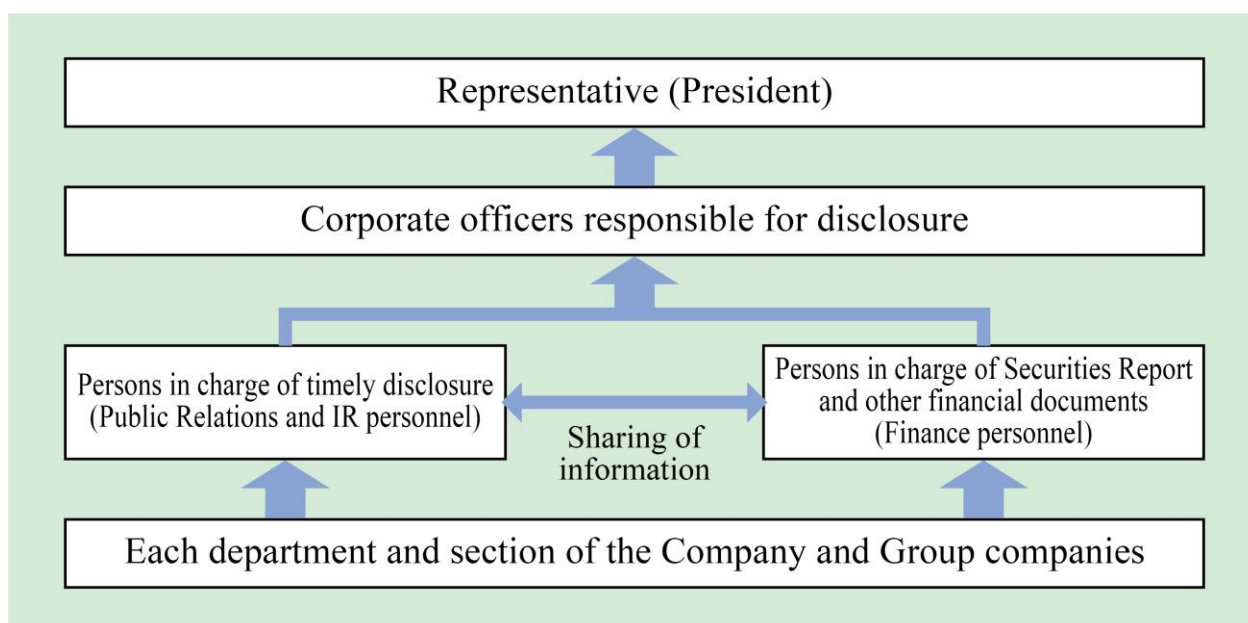 Representative (President)
Corporate officers responsible for disclosure
Persons in charge of timely disclosure
(Public Relations and IR personnel)
Persons in charge of Securities Report
and other financial documents
(Finance personnel)
Sharing of
information
Each department and section of the Company and Group companies